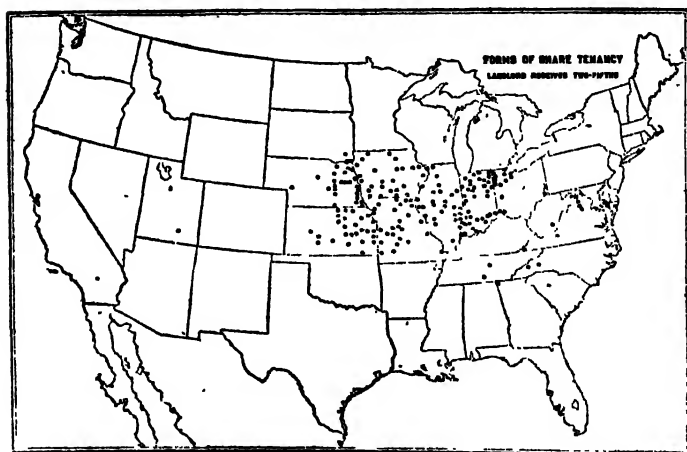 FORMS OF SHARE TENANCY
LANDLORD RECEIVES TWO-FIFTHS